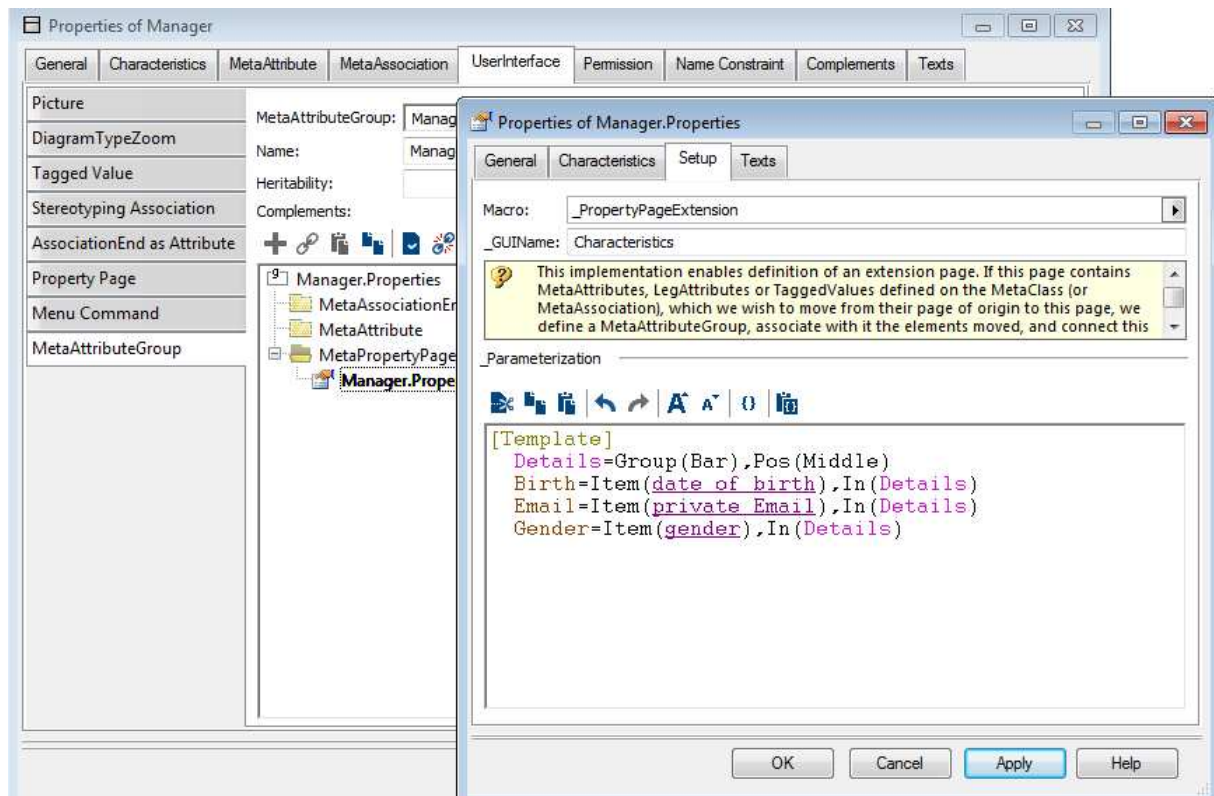 Properties of Manager
General Characteristics MetaAttribute MetaAssociation UserInterface Permission Name Constraint Complements Texts
Picture
DiagramTypeZoom
Tagged Value
Stereotyping Association
AssociationEnd as Attribute
Property Page
Menu Command
MetaAttributeGroup
MetaAttributeGroup: Manag
Name: Manag
Heritability:
Complements:
Manager.Properties
MetaAssociationEr
MetaAttribute
MetaPropertyPage
Manager.Prope
Properties of Manager.Properties
General Characteristics Setup Texts
Macro: _PropertyPageExtension
_GUIName: Characteristics
This implementation enables definition of an extension page. If this page contains
MetaAttributes, LegAttributes or TaggedValues defined on the MetaClass (or
MetaAssociation), which we wish to move from their page of origin to this page, we
define a MetaAttributeGroup, associate with it the elements moved, and connect this
_Parameterization
[Template]
Details=Group(Bar),Pos(Middle)
Birth=Item(date of birth),In(Details)
Email=Item(private Email),In(Details)
Gender=Item(gender),In(Details)
OK Cancel Apply Help